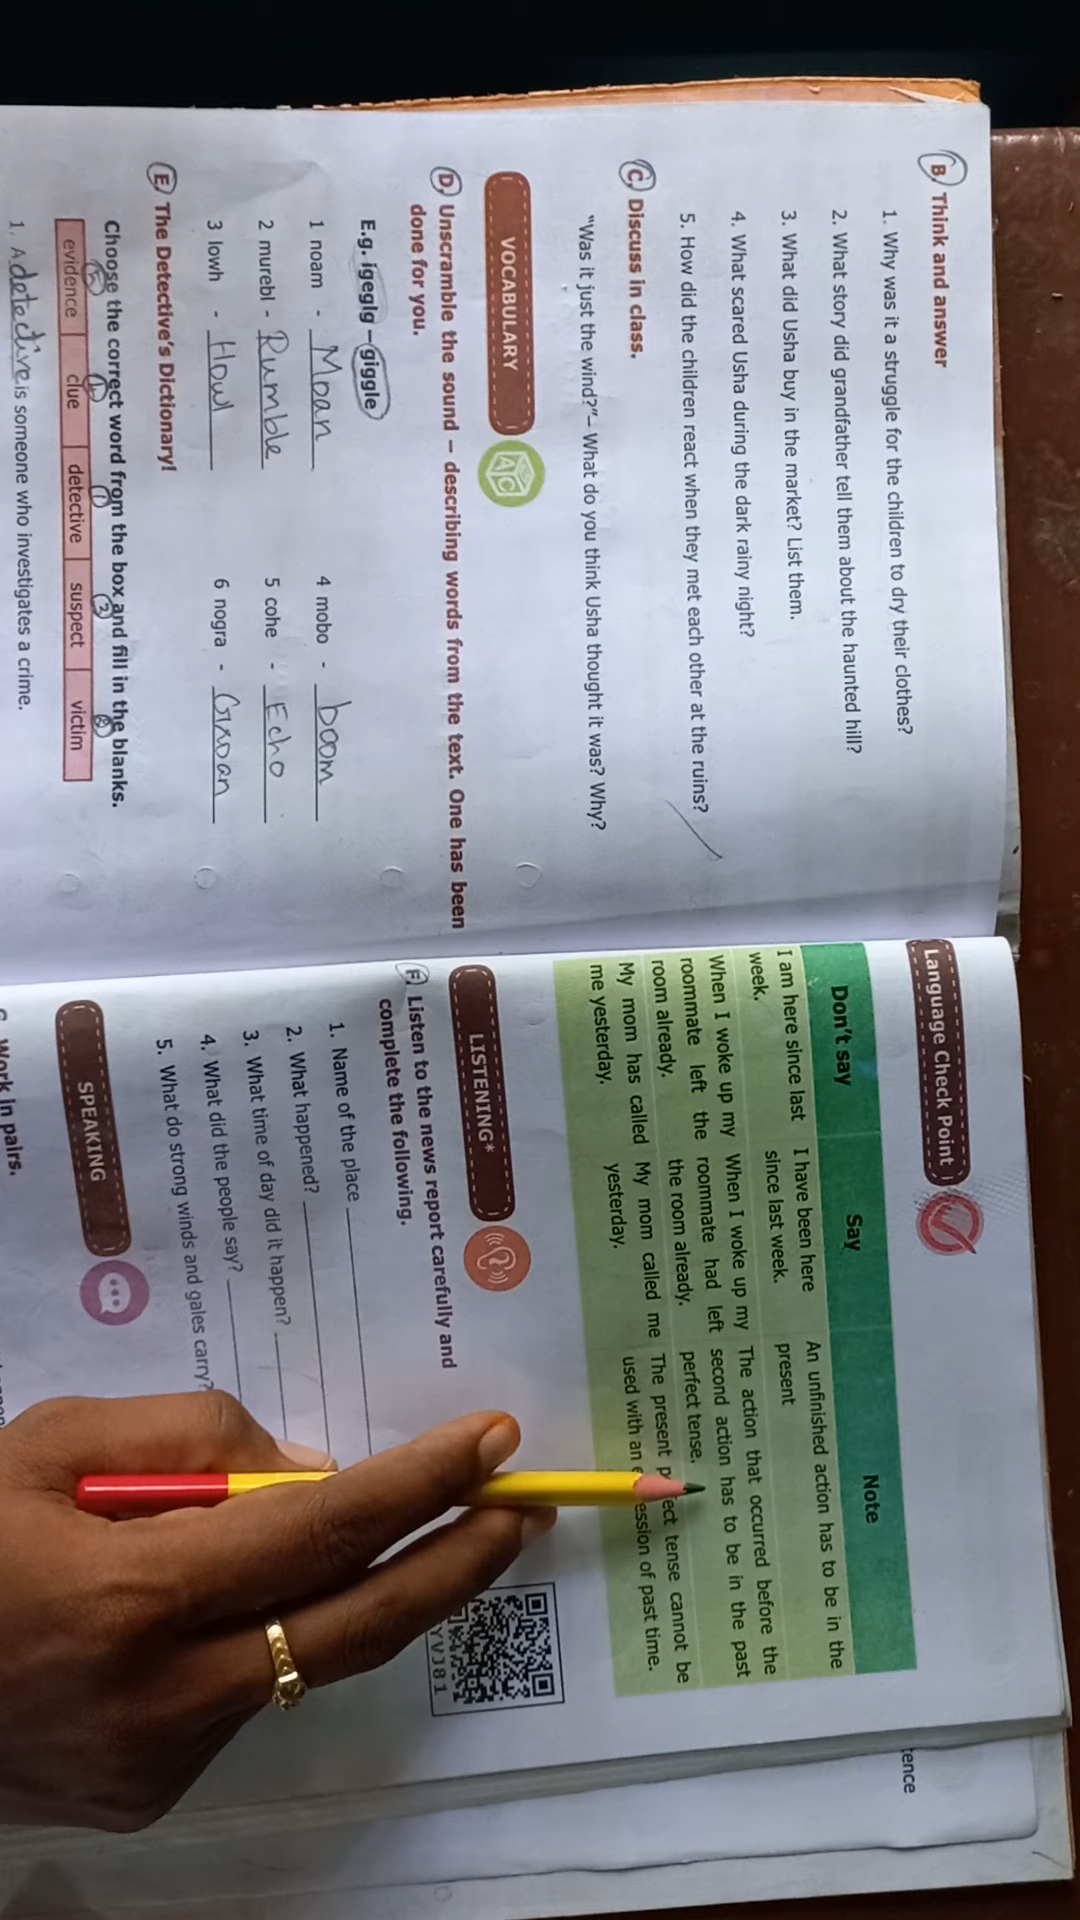 B. Think and answer
1. Why was it a struggle for the children to dry their clothes?
2. What story did grandfather tell them about the haunted hill?
3. What did Usha buy in the market? List them.
4. What scared Usha during the dark rainy night?
5. How did the children react when they met each other at the ruins?
C. Discuss in class.
"Was it just the wind?"– What do you think Usha thought it was? Why?
VOCABULARY
A C
D. Unscramble the sound – describing words from the text. One has been
done for you.
E.g. igeglg – giggle
1 noam - Moan 4 mobo - boom
2 murebl - Rumble 5 cohe - Echo
3 lowh - Howl 6 nogra - Groan
E. The Detective's Dictionary!
Choose the correct word from the box and fill in the blanks.
evidence clue detective suspect victim
1. A detective is someone who investigates a crime.
Language Check Point
Don't say Say Note
I am here since last I have been here An unfinished action has to be in the
week. since last week. present
When I woke up my When I woke up my The action that occurred before the
roommate left the roommate had left second action has to be in the past
room already. the room already. perfect tense.
My mom has called My mom called me The present tense cannot be
me yesterday. yesterday. used with an of past time.
LISTENING*
F. Listen to the news report carefully and
complete the following.
1. Name of the place
2. What happened?
3. What time of day did it happen?
4. What did the people say?
5. What do strong winds and gales carry?
YVJ81
SPEAKING
Work in pairs.
tence